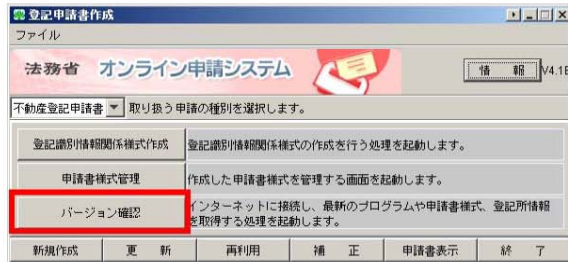 登記申請書作成
ファイル
法務省 オンライン申請システム
情 報 V4.1E
不動産登記申請書 取り扱う申請の種別を選択します。
登記識別情報関係様式作成 登記識別情報関係様式の作成を行う処理を起動します。
申請書様式管理 作成した申請書様式を管理する画面を起動します。
バージョン確認 インターネットに接続し、最新のプログラムや申請書様式、登記所情報
を取得する処理を起動します。
新規作成 更 新 再利用 補 正 申請書表示 終 了